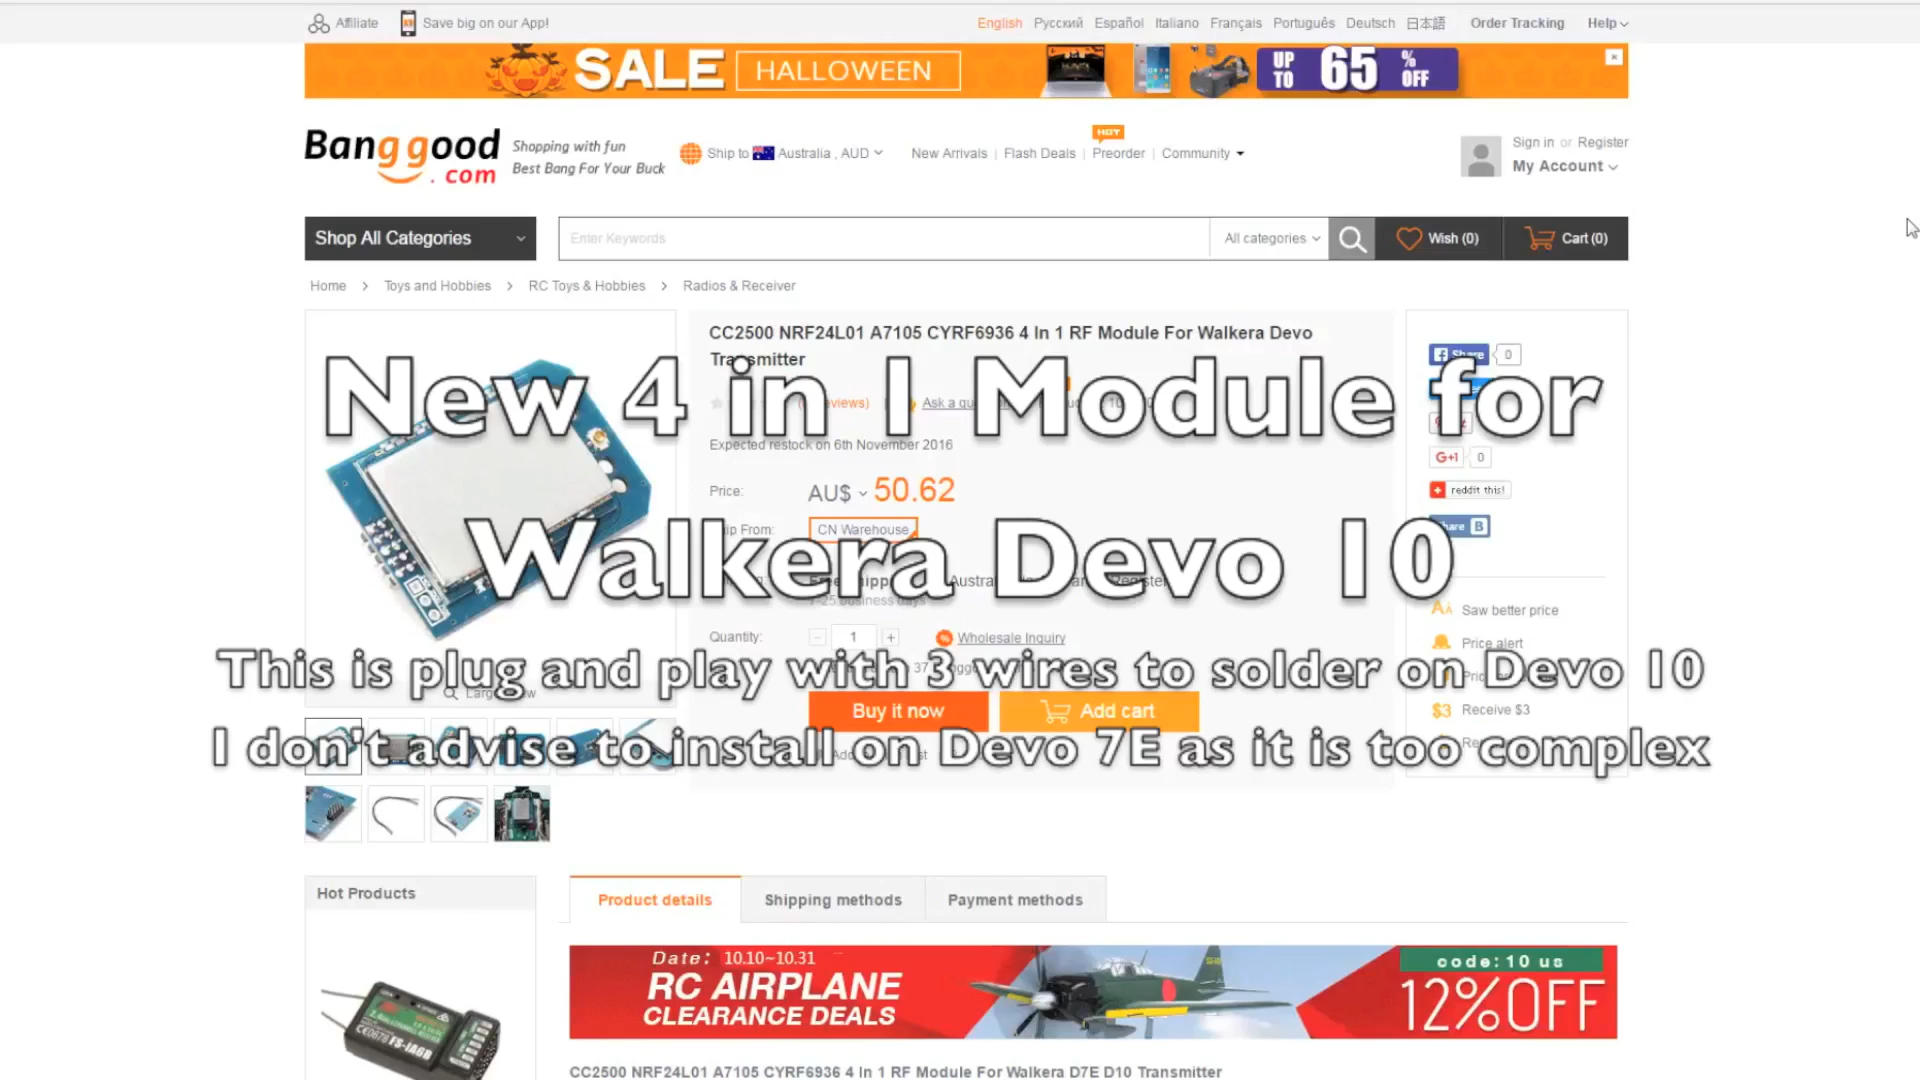 Affiliate Save big on our App! English Русский Español Italiano Français Português Deutsch 日本語 Order Tracking Help
SALE HALLOWEEN UP TO 65 % OFF
Banggood.com
Shopping with fun
Best Bang For Your Buck
Ship to Australia , AUD New Arrivals | Flash Deals | HOT Preorder | Community
Sign in or Register
My Account
Shop All Categories Enter Keywords All categories Wish (0) Cart (0)
Home > Toys and Hobbies > RC Toys & Hobbies > Radios & Receiver
CC2500 NRF24L01 A7105 CYRF6936 4 In 1 RF Module For Walkera Devo
Transmitter
Share 0
New 4 in 1 Module for
Expected restock on 6th November 2016
G+1 0
Price: AU$ 50.62
reddit this!
From: CN Warehouse
Walkera Devo 10
Saw better price
Quantity: - 1 + Wholesale Inquiry
Price alert
This is plug and play with 3 wires to solder on Devo 10
Buy it now Add cart
$3 Receive $3
I don't advise to install on Devo 7E as it is too complex
Hot Products
Product details Shipping methods Payment methods
Date: 10.10~10.31
RC AIRPLANE
CLEARANCE DEALS
code:10 us
12%OFF
FS-IA6B
CC2500 NRF24L01 A7105 CYRF6936 4 In 1 RF Module For Walkera D7E D10 Transmitter